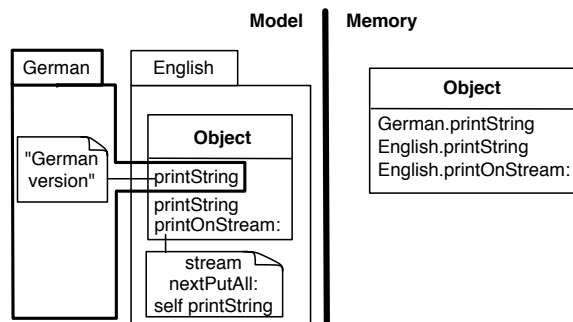 Model
Memory
German
English
Object
"German
version"
printString
printString
printOnStream:
stream
nextPutAll:
self printString
Object
German.printString
English.printString
English.printOnStream: